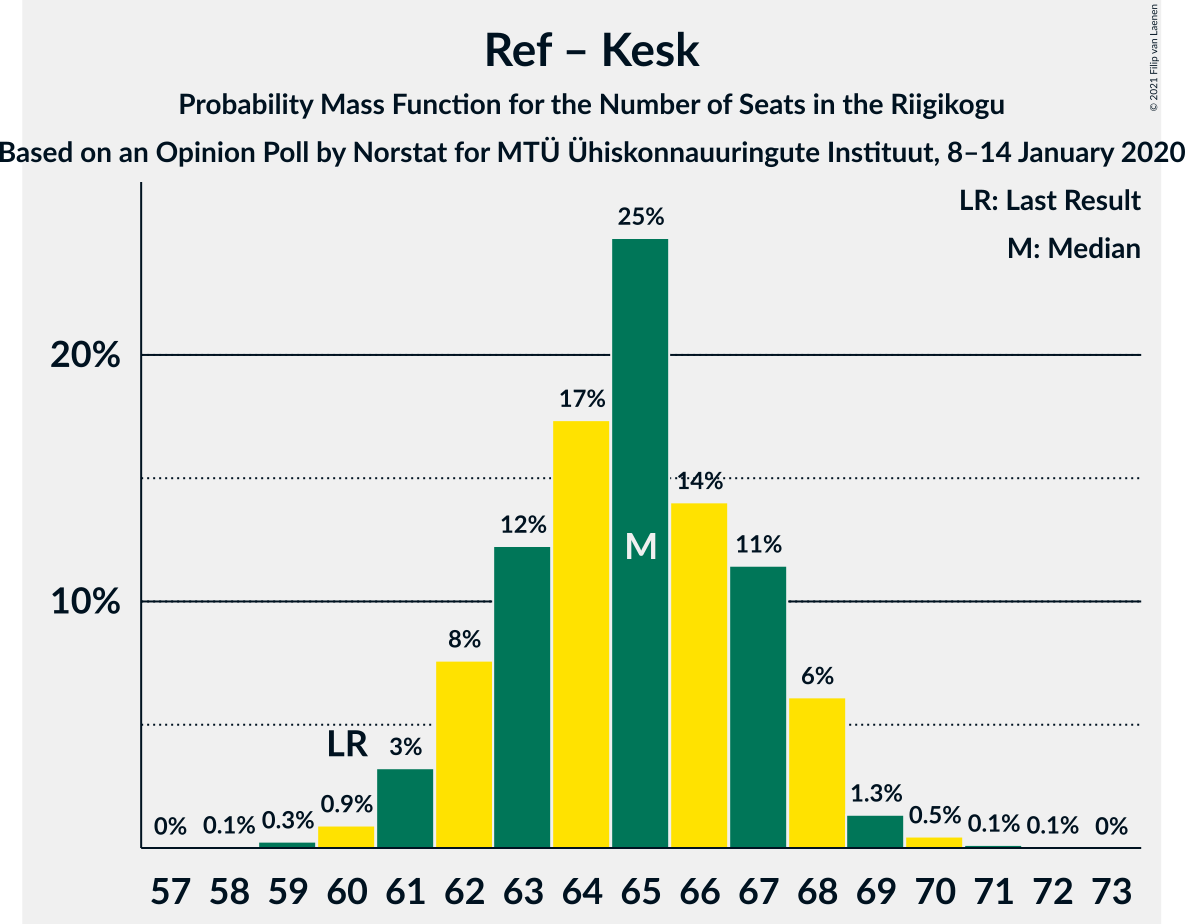 Ref – Kesk
Probability Mass Function for the Number of Seats in the Riigikogu
Based on an Opinion Poll by Norstat for MTÜ Ühiskonnauuringute Instituut, 8–14 January 2020
© 2021 Filip van Laenen
LR: Last Result
M: Median
25%
20%
17%
14%
12%
M
11%
10%
8%
6%
LR
3%
1.3%
0.9%
0.5%
0% 0.1% 0.3% 0.1% 0.1% 0%
57 58 59 60 61 62 63 64 65 66 67 68 69 70 71 72 73